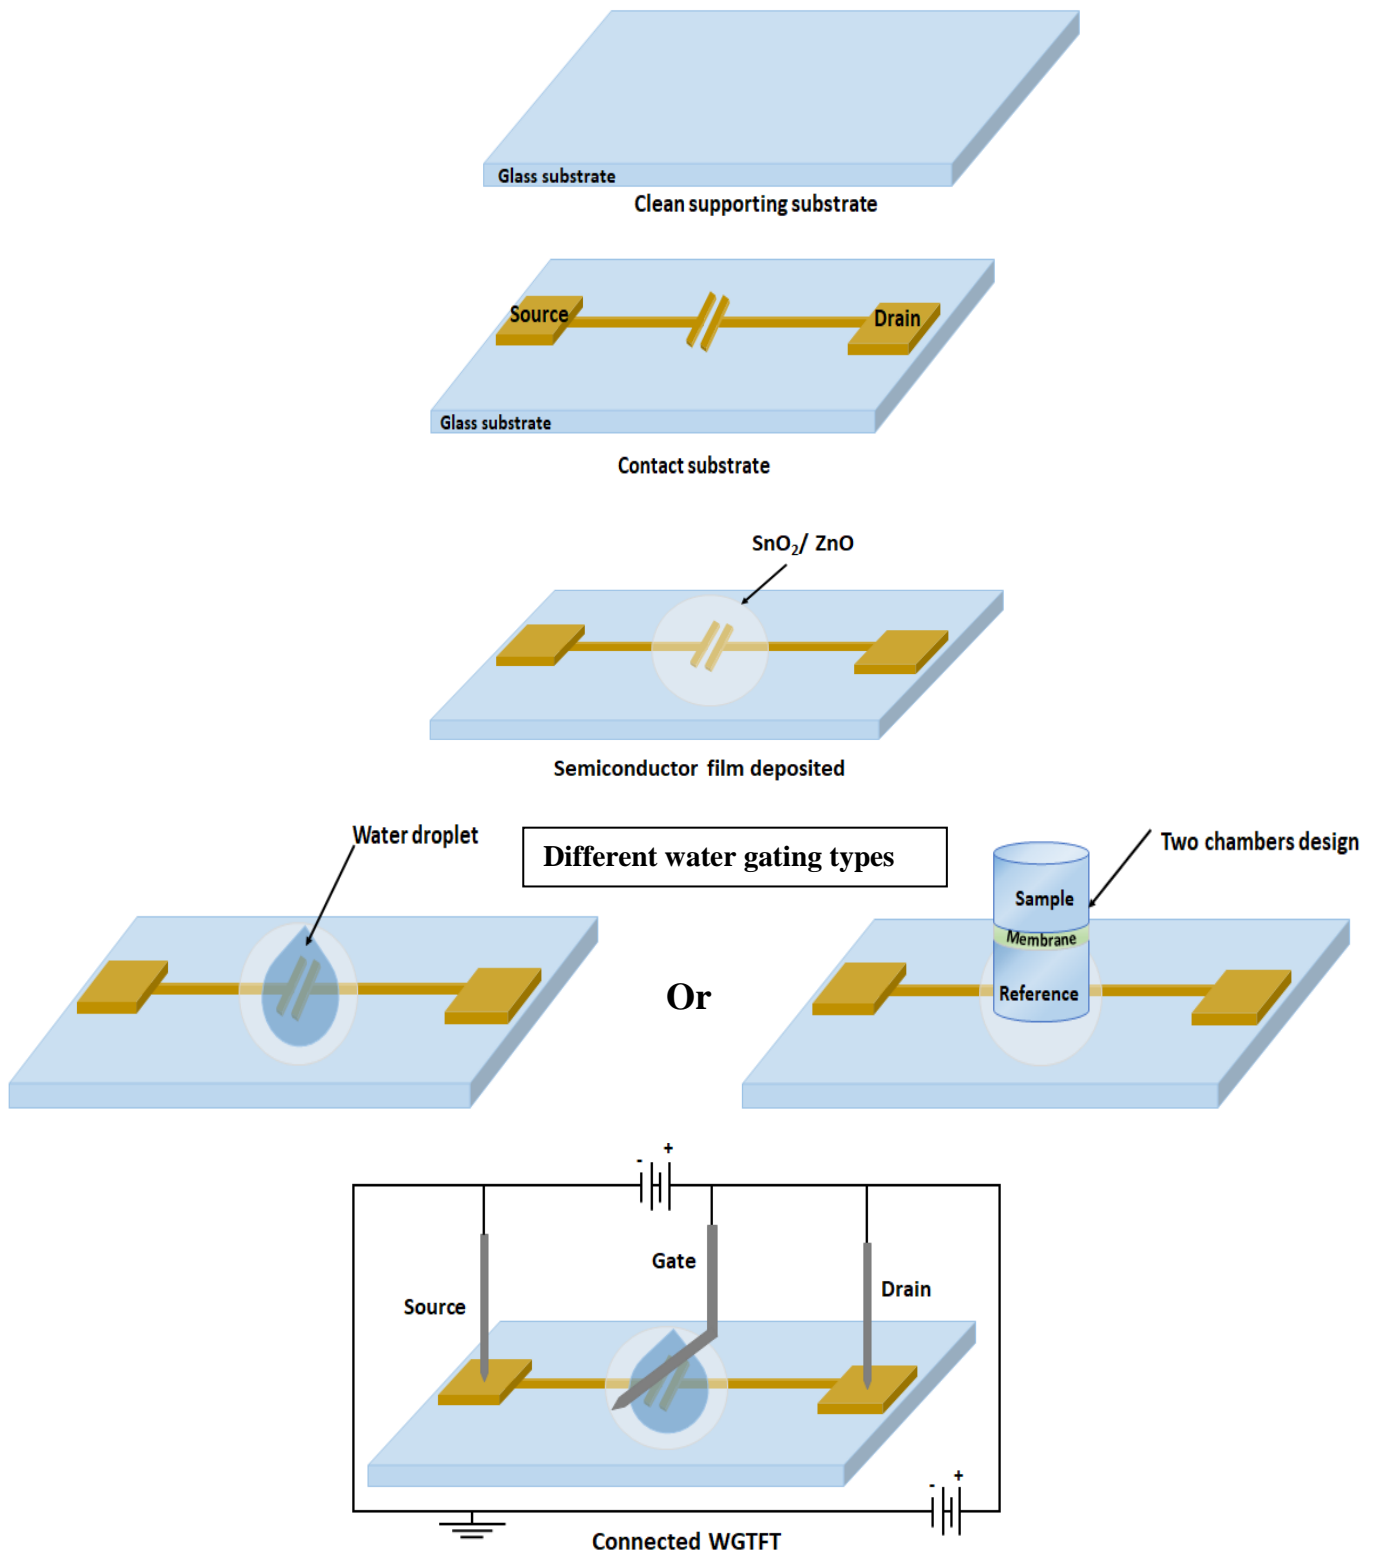 Glass substrate
Clean supporting substrate
Source
Drain
Glass substrate
Contact substrate
SnO₂/ ZnO
Semiconductor film deposited
Water droplet
Different water gating types
Two chambers design
Sample
Membrane
Reference
Or
- +
Gate
Source
Drain
- +
Connected WGTFT